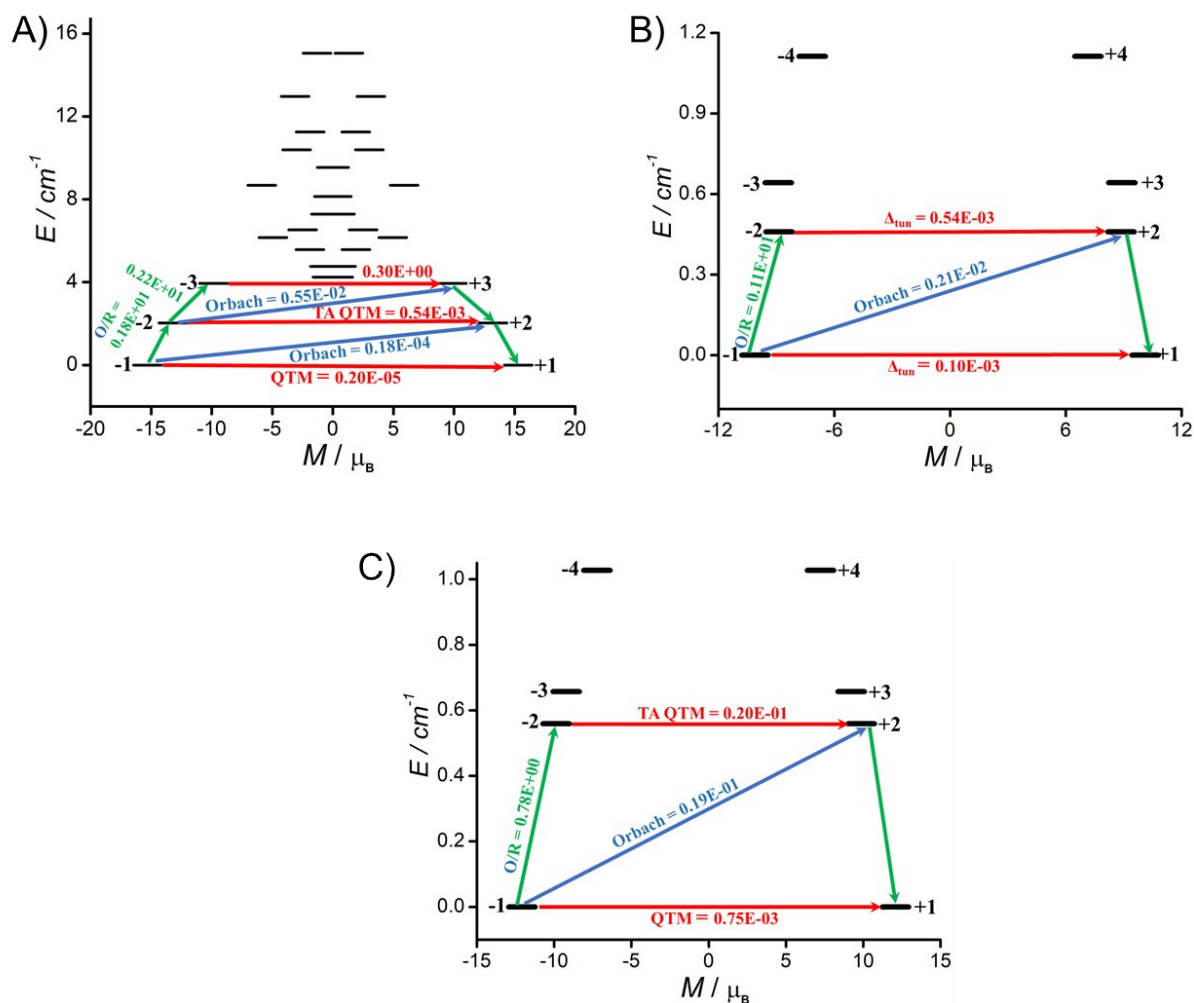 A)
E / cm⁻¹
16
12
8
4
0
-3
+3
-2
+2
-1
+1
0.22E+01
O/R =
0.18E+01
0.30E+00
Orbach = 0.55E-02
TA QTM = 0.54E-03
Orbach = 0.18E-04
QTM = 0.20E-05
-20 -15 -10 -5 0 5 10 15 20
M / μB
B)
E / cm⁻¹
1.2
0.9
0.6
0.3
0.0
-4
+4
-3
+3
-2
+2
-1
+1
Δtun = 0.54E-03
O/R = 0.11E+01
Orbach = 0.21E-02
Δtun = 0.10E-03
-12 -6 0 6 12
M / μB
C)
E / cm⁻¹
1.0
0.8
0.6
0.4
0.2
0.0
-4
+4
-3
+3
-2
+2
-1
+1
TA QTM = 0.20E-01
O/R = 0.78E+00
Orbach = 0.19E-01
QTM = 0.75E-03
-15 -10 -5 0 5 10 15
M / μB